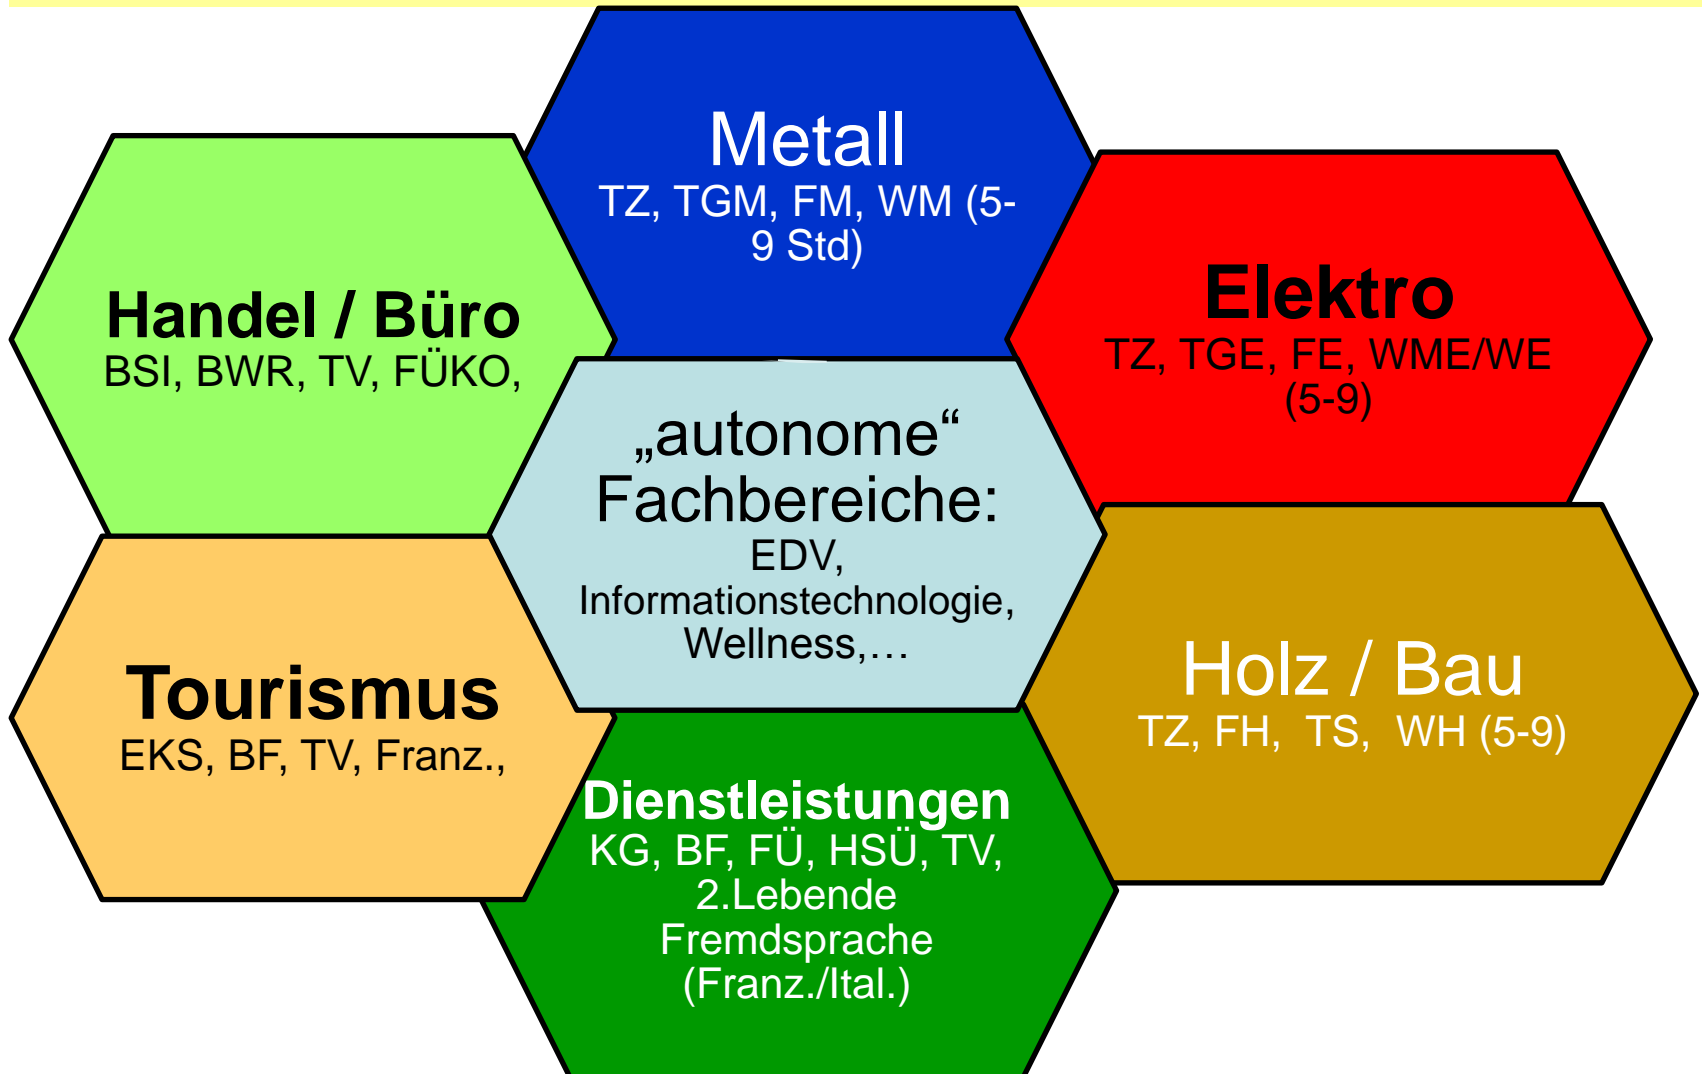 Metall
TZ, TGM, FM, WM (5-
9 Std)
Handel / Büro
BSI, BWR, TV, FÜKO,
Elektro
TZ, TGE, FE, WME/WE
(5-9)
„autonome“
Fachbereiche:
EDV,
Informationstechnologie,
Wellness,…
Tourismus
EKS, BF, TV, Franz.,
Holz / Bau
TZ, FH,  TS,  WH (5-9)
Dienstleistungen
KG, BF, FÜ, HSÜ, TV,
2.Lebende
Fremdsprache
(Franz./Ital.)